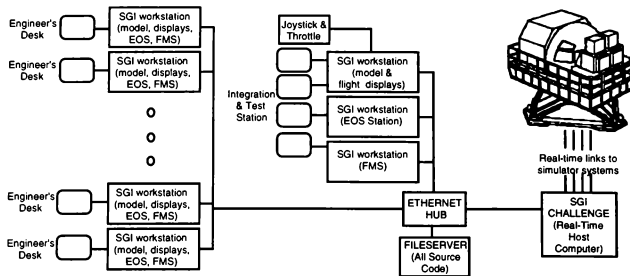 Engineer's
Desk
SGI workstation
(model, displays,
EOS, FMS)
Engineer's
Desk
SGI workstation
(model, displays,
EOS, FMS)
Engineer's
Desk
SGI workstation
(model, displays,
EOS, FMS)
Engineer's
Desk
SGI workstation
(model, displays,
EOS, FMS)
Joystick &
Throttle
Integration
& Test
Station
SGI workstation
(model &
flight displays)
SGI workstation
(EOS Station)
SGI workstation
(FMS)
ETHERNET
HUB
FILESERVER
(All Source
Code)
Real-time links to
simulator systems
SGI
CHALLENGE
(Real-Time
Host
Computer)